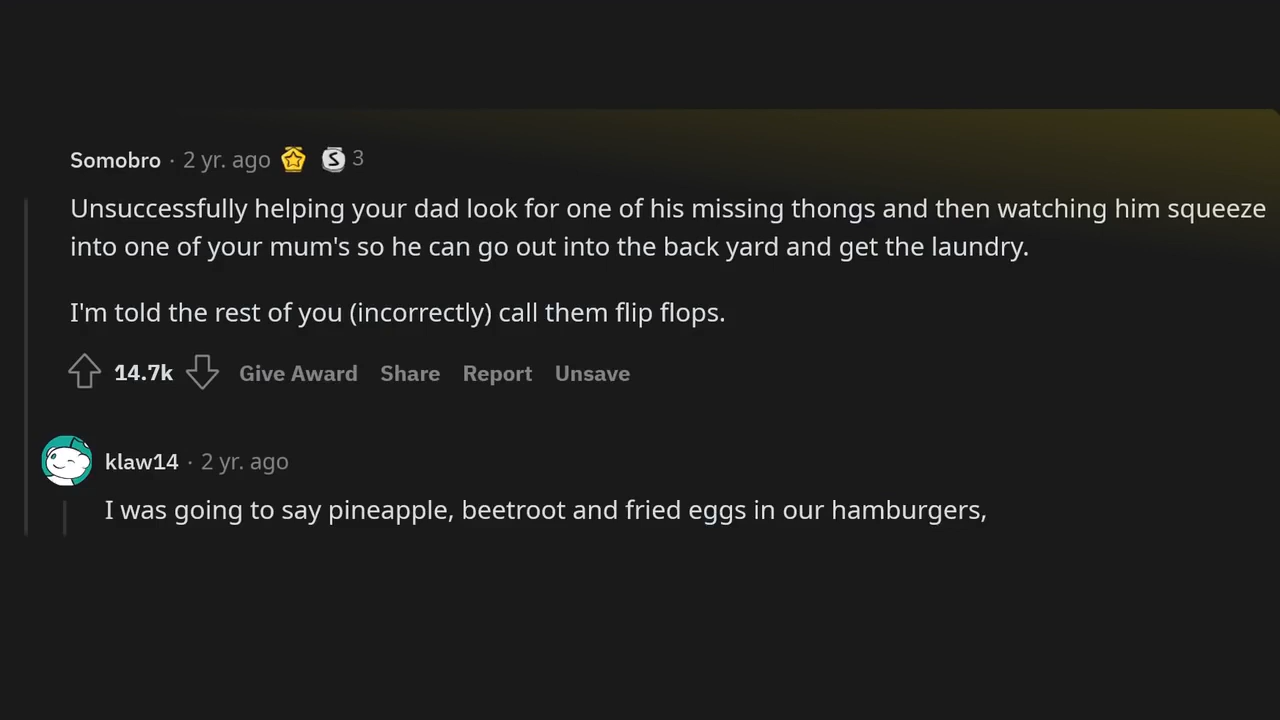 Somobro · 2 yr. ago S 3
Unsuccessfully helping your dad look for one of his missing thongs and then watching him squeeze
into one of your mum's so he can go out into the back yard and get the laundry.
I'm told the rest of you (incorrectly) call them flip flops.
14.7k Give Award Share Report Unsave
klaw14 · 2 yr. ago
I was going to say pineapple, beetroot and fried eggs in our hamburgers,